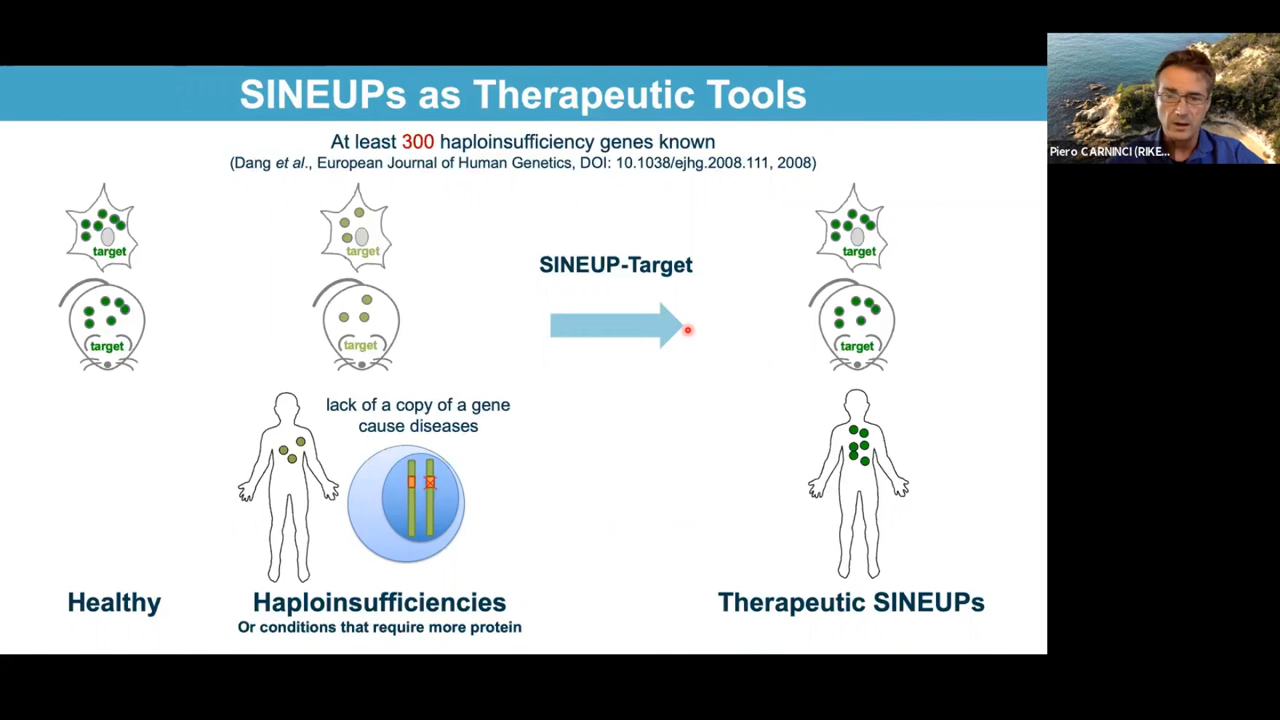 SINEUPs as Therapeutic Tools
At least 300 haploinsufficiency genes known
(Dang et al., European Journal of Human Genetics, DOI: 10.1038/ejhg.2008.111, 2008)
Piero CARNINCI (RIKE...
target
target
target
SINEUP-Target
target
target
target
lack of a copy of a gene
cause diseases
Healthy
Haploinsufficiencies
Or conditions that require more protein
Therapeutic SINEUPs